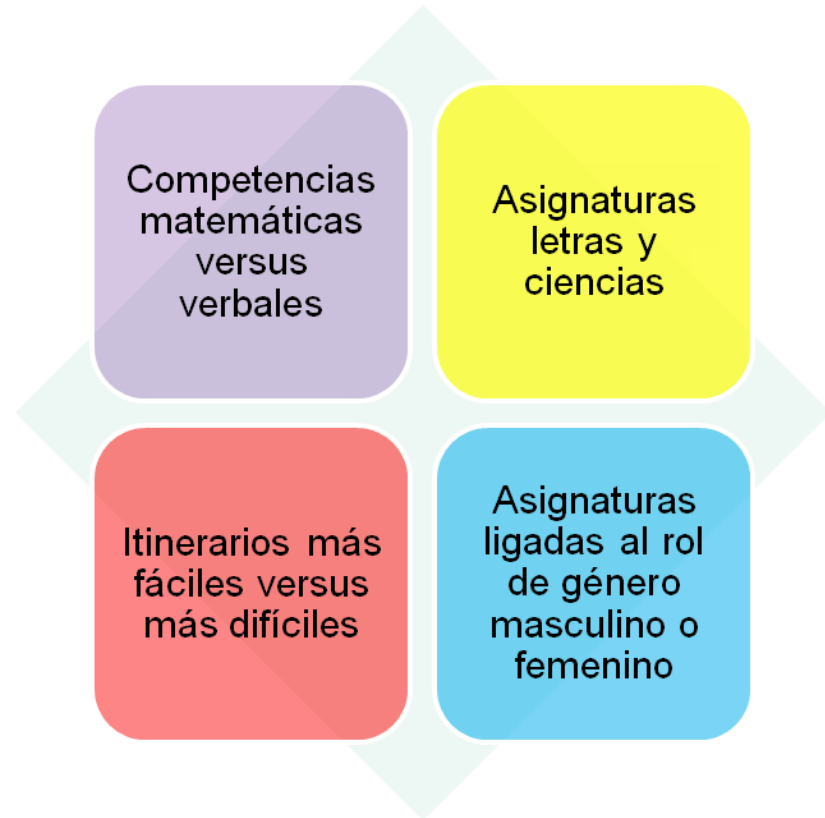 Competencias
matemáticas
versus
verbales
Asignaturas
letras y
ciencias
Itinerarios más
fáciles versus
más difíciles
Asignaturas
ligadas al rol
de género
masculino o
femenino